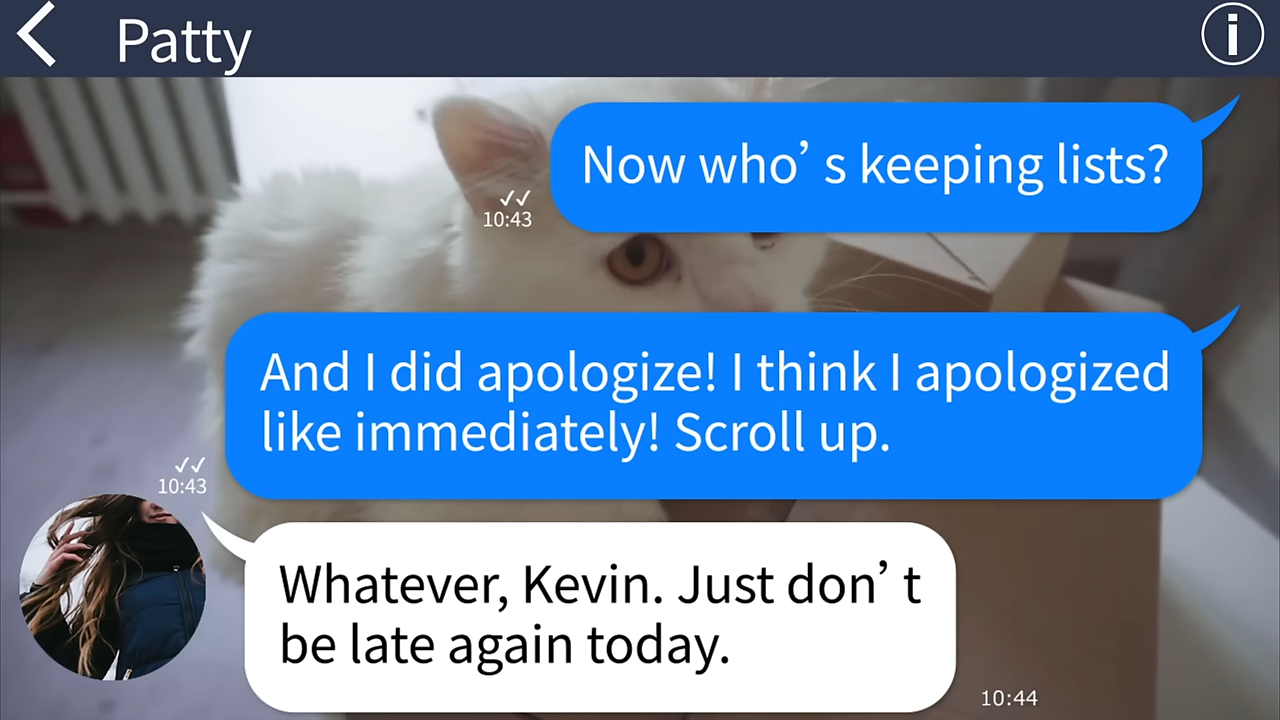 Patty
Now who’s keeping lists?
10:43
And I did apologize! I think I apologized
like immediately! Scroll up.
10:43
Whatever, Kevin. Just don’t
be late again today.
10:44